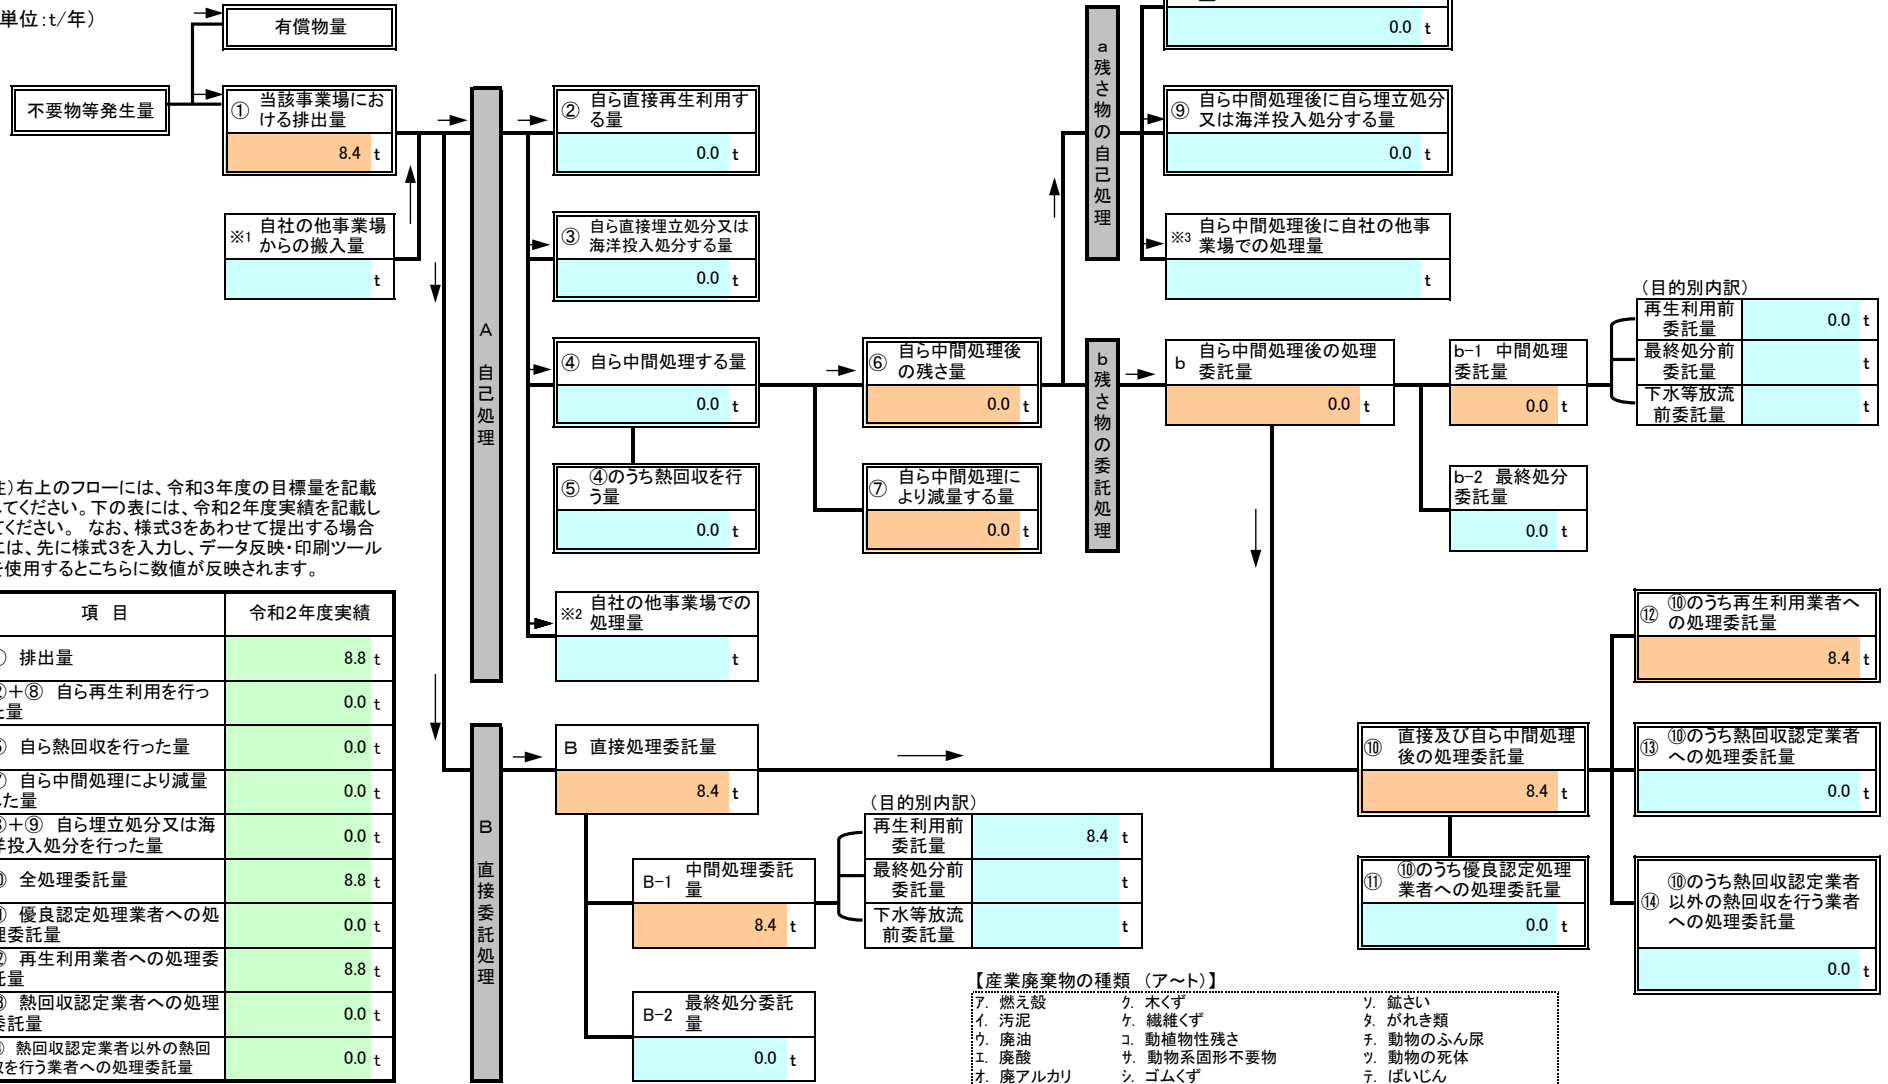 単位:t/年)
有償物量
不要物等発生量
① 当該事業場にお
ける排出量
8.4 t
※1 自社の他事業場
からの搬入量
t
A 自己処理
② 自ら直接再生利用す
る量
0.0 t
③ 自ら直接埋立処分又は
海洋投入処分する量
0.0 t
④ 自ら中間処理する量
0.0 t
⑤ ④のうち熱回収を行
う量
0.0 t
※2 自社の他事業場での
処理量
t
⑥ 自ら中間処理後
の残さ量
0.0 t
⑦ 自ら中間処理に
より減量する量
0.0 t
a 残さ物の自己処理
0.0 t
⑨ 自ら中間処理後に自ら埋立処分
又は海洋投入処分する量
0.0 t
※3 自ら中間処理後に自社の他事
業場での処理量
t
b 残さ物の委託処理
b 自ら中間処理後の処理
委託量
0.0 t
b-1 中間処理
委託量
0.0 t
(目的別内訳)
再生利用前
委託量
0.0 t
最終処分前
委託量
t
下水等放流
前委託量
t
b-2 最終処分
委託量
0.0 t
)右上のフローには、令和3年度の目標量を記載
てください。下の表には、令和2年度実績を記載し
ください。 なお、様式3をあわせて提出する場合
は、先に様式3を入力し、データ反映・印刷ツール
使用するとこちらに数値が反映されます。
項 目 令和2年度実績
排出量 8.8 t
+⑧ 自ら再生利用を行っ
量
0.0 t
自ら熱回収を行った量 0.0 t
自ら中間処理により減量
た量
0.0 t
+⑨ 自ら埋立処分又は海
投入処分を行った量
0.0 t
全処理委託量 8.8 t
優良認定処理業者への処
委託量
0.0 t
再生利用業者への処理委
量
8.8 t
熱回収認定業者への処理
託量
0.0 t
熱回収認定業者以外の熱回
を行う業者への処理委託量
0.0 t
B 直接委託処理
B 直接処理委託量
8.4 t
B-1 中間処理委託
量
8.4 t
(目的別内訳)
再生利用前
委託量
8.4 t
最終処分前
委託量
t
下水等放流
前委託量
t
B-2 最終処分委託
量
0.0 t
⑩ 直接及び自ら中間処理
後の処理委託量
8.4 t
⑪ ⑩のうち優良認定処理
業者への処理委託量
0.0 t
⑫ ⑩のうち再生利用業者へ
の処理委託量
8.4 t
⑬ ⑩のうち熱回収認定業者
への処理委託量
0.0 t
⑭ ⑩のうち熱回収認定業者
以外の熱回収を行う業者
への処理委託量
0.0 t
【産業廃棄物の種類 (ア～ト)】
ア. 燃え殻 ク. 木くず ソ. 鉱さい
イ. 汚泥 ケ. 繊維くず タ. がれき類
ウ. 廃油 コ. 動植物性残さ チ. 動物のふん尿
エ. 廃酸 サ. 動物系固形不要物 ツ. 動物の死体
オ. 廃アルカリ シ. ゴムくず テ. ばいじん